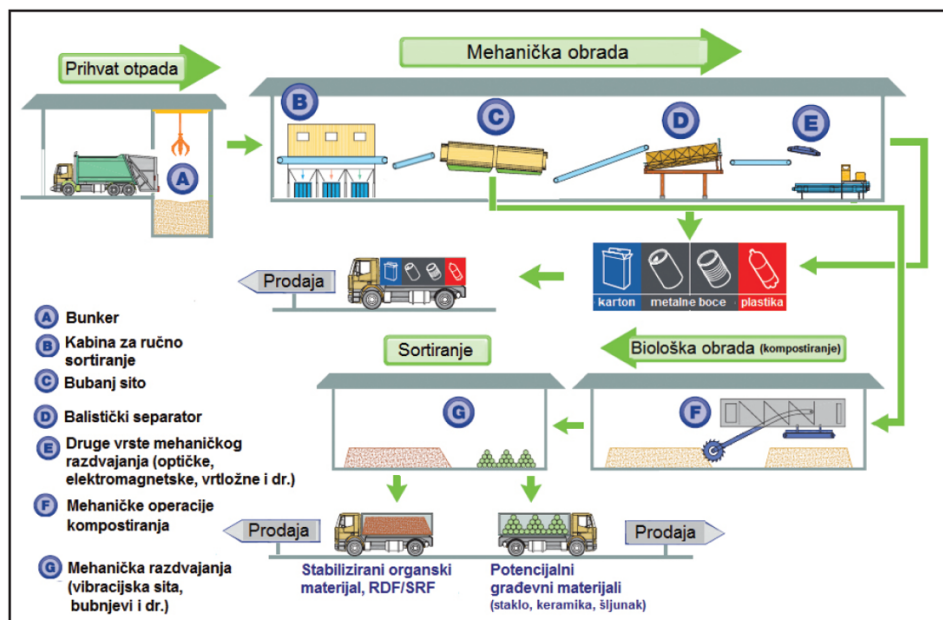 Prihvat otpada
Mehanička obrada
A
B
C
D
E
Prodaja
karton
metalne boce
plastika
A Bunker
B Kabina za ručno
sortiranje
C Bubanj sito
D Balistički separator
E Druge vrste mehaničkog
razdvajanja (optičke,
elektromagnetske, vrtložne i dr.)
F Mehaničke operacije
kompostiranja
G Mehanička razdvajanja
(vibracijska sita,
bubnjevi i dr.)
Sortiranje
Biološka obrada (kompostiranje)
G
F
Prodaja
Prodaja
Stabilizirani organski
materijal, RDF/SRF
Potencijalni
građevni materijali
(staklo, keramika, šljunak)